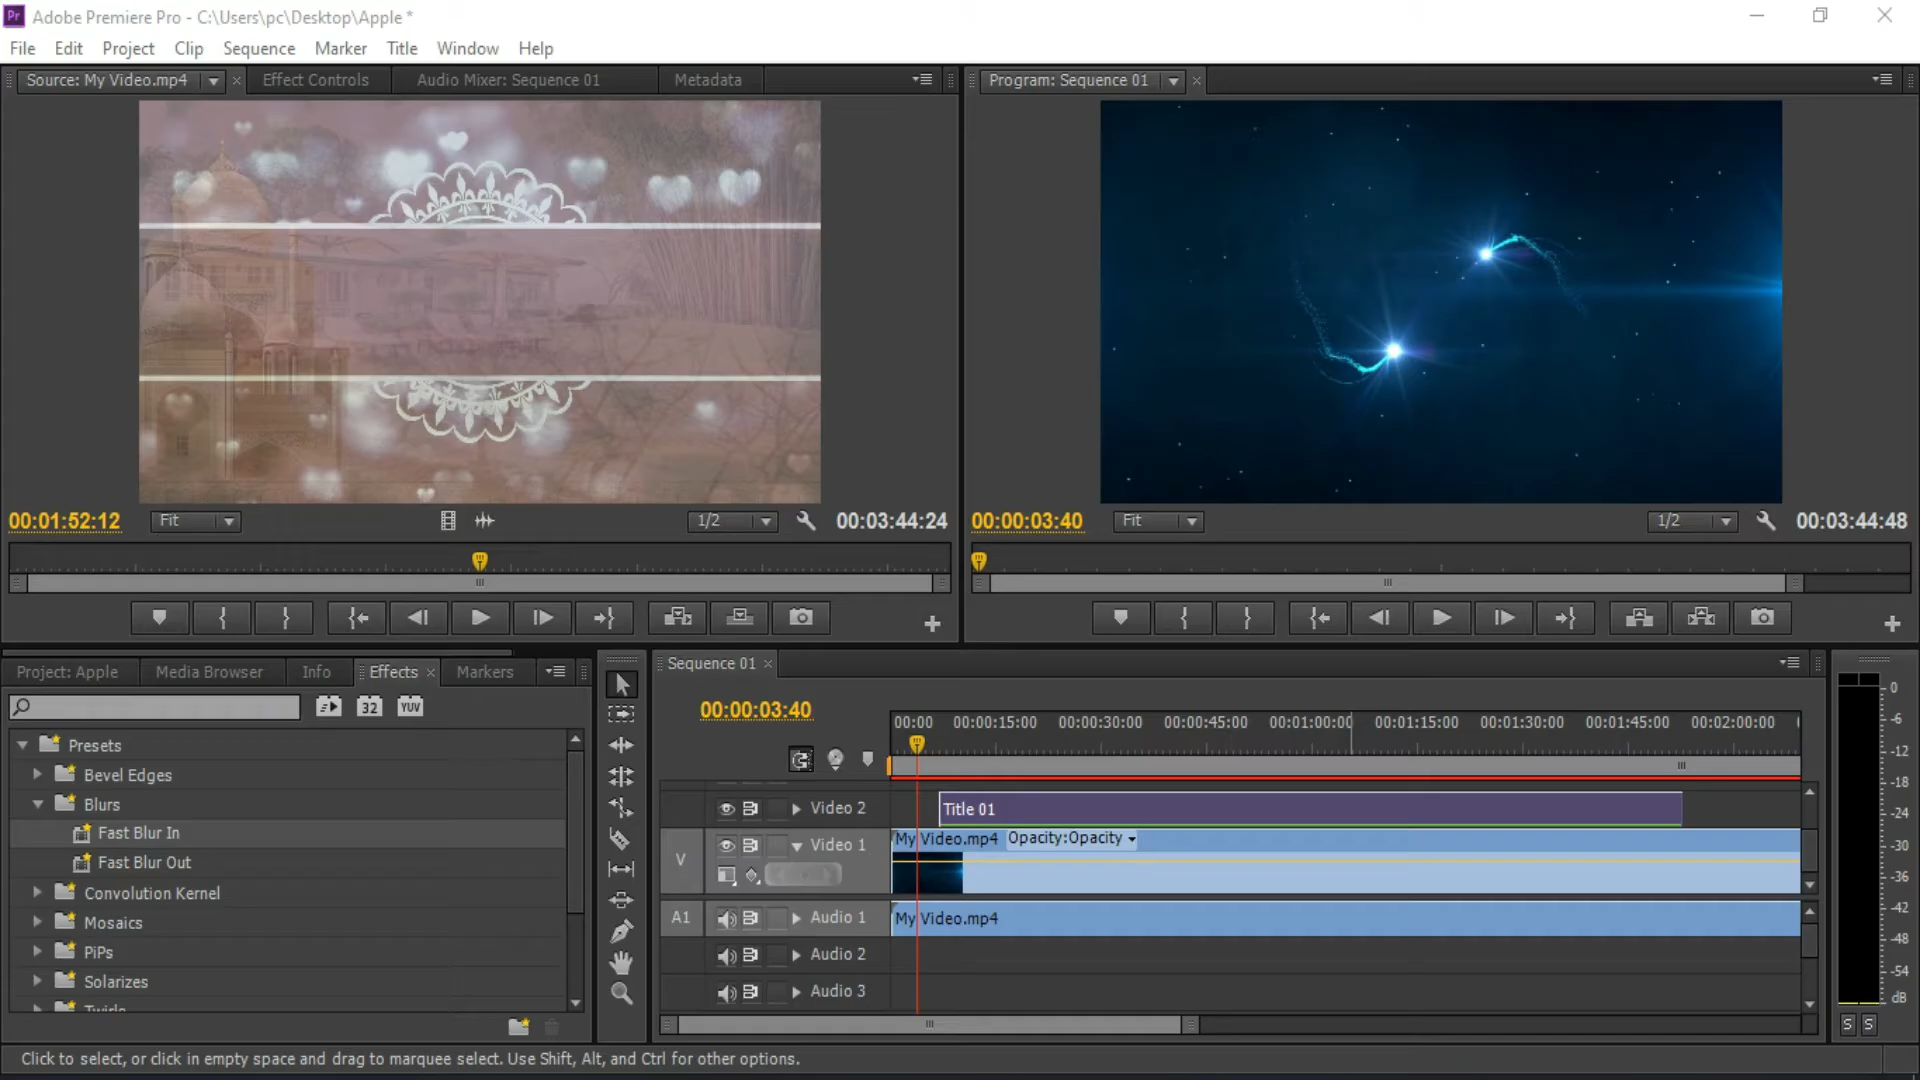 Pr Adobe Premiere Pro - C:\Users\pc\Desktop\Apple *
File Edit Project Clip Sequence Marker Title Window Help
Source: My Video.mp4 Effect Controls Audio Mixer: Sequence 01 Metadata
Program: Sequence 01
00:01:52:12 Fit 1/2 00:03:44:24
00:00:03:40 Fit 1/2 00:03:44:48
Project: Apple Media Browser Info Effects Markers
32 YUV
Presets
Bevel Edges
Blurs
Fast Blur In
Fast Blur Out
Convolution Kernel
Mosaics
PiPs
Solarizes
Twirls
Sequence 01
00:00:03:40
00:00 00:00:15:00 00:00:30:00 00:00:45:00 00:01:00:00 00:01:15:00 00:01:30:00 00:01:45:00 00:02:00:00
Video 2 Title 01
V Video 1 My Video.mp4 Opacity:Opacity
A1 Audio 1 My Video.mp4
Audio 2
Audio 3
0
-6
-12
-18
-24
-30
-36
-42
-48
-54
dB
S S
Click to select, or click in empty space and drag to marquee select. Use Shift, Alt, and Ctrl for other options.